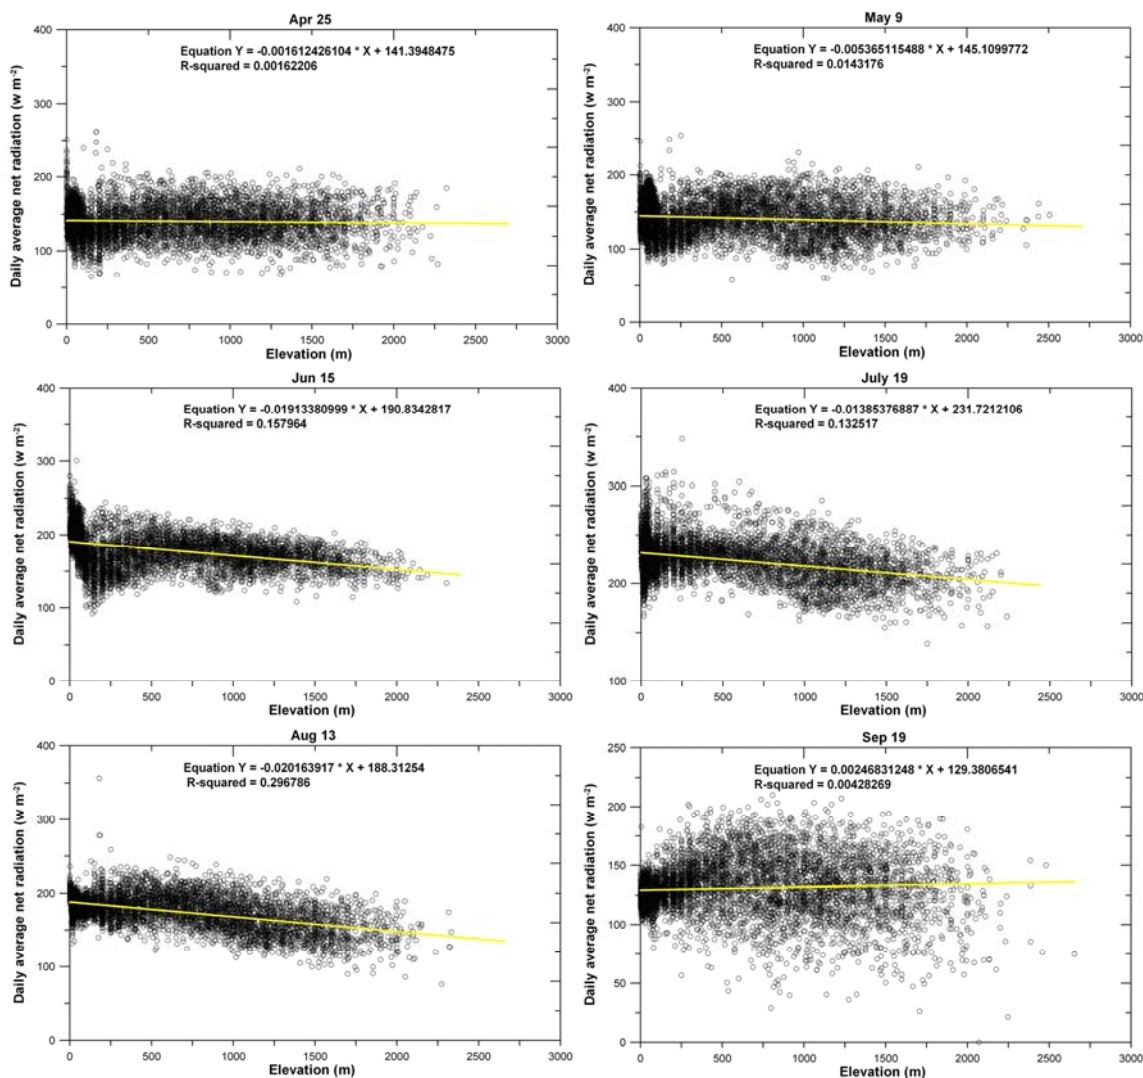 Apr 25
Equation Y = -0.001612426104 * X + 141.3948475
R-squared = 0.00162206
Daily average net radiation (w m-2)
400
300
200
100
0
0 500 1000 1500 2000 2500 3000
Elevation (m)
May 9
Equation Y = -0.005365115488 * X + 145.1099772
R-squared = 0.0143176
Daily average net radiation (w m-2)
400
300
200
100
0
0 500 1000 1500 2000 2500 3000
Elevation (m)
Jun 15
Equation Y = -0.01913380999 * X + 190.8342817
R-squared = 0.157964
Daily average net radiation (w m-2)
400
300
200
100
0
0 500 1000 1500 2000 2500 3000
Elevation (m)
July 19
Equation Y = -0.01385376887 * X + 231.7212106
R-squared = 0.132517
Daily average net radiation (w m-2)
400
300
200
100
0 500 1000 1500 2000 2500 3000
Elevation (m)
Aug 13
Equation Y = -0.020163917 * X + 188.31254
R-squared = 0.296786
Daily average net radiation (w m-2)
400
300
200
100
0
0 500 1000 1500 2000 2500 3000
Elevation (m)
Sep 19
Equation Y = 0.00246831248 * X + 129.3806541
R-squared = 0.00428269
Daily average net radiation (w m-2)
250
200
150
100
50
0
0 500 1000 1500 2000 2500 3000
Elevation (m)